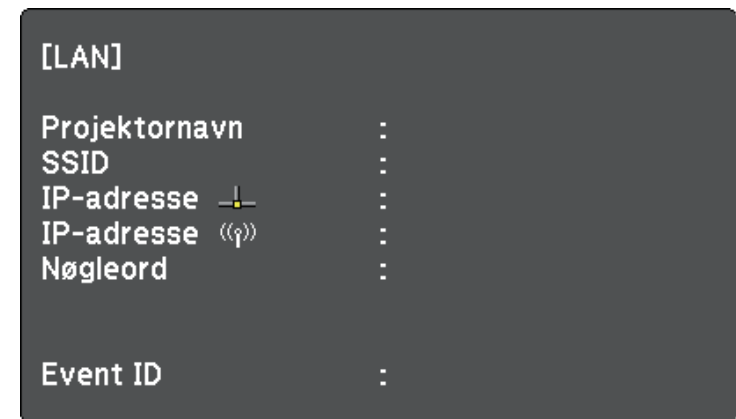 [LAN]
Projektornavn :
SSID :
IP-adresse :
IP-adresse :
Nøgleord :
Event ID :